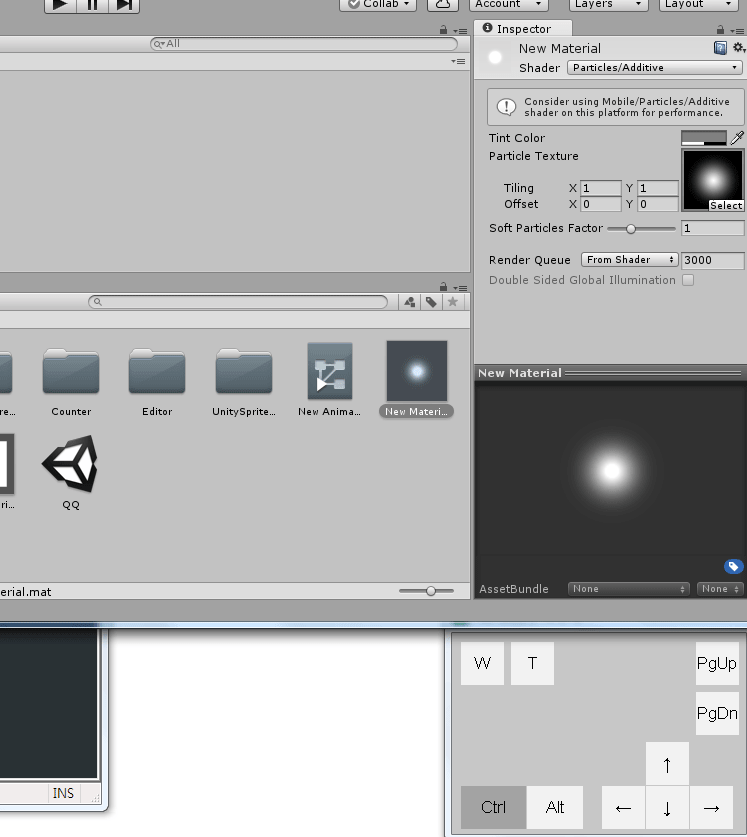 Collab
Account
Layers
Layout
All
Inspector
New Material
Shader
Particles/Additive
Consider using Mobile/Particles/Additive
shader on this platform for performance.
Tint Color
Particle Texture
Tiling X 1 Y 1
Offset X 0 Y 0
Select
Soft Particles Factor 1
Render Queue From Shader 3000
Double Sided Global Illumination
re...
Counter
Editor
UnitySprite...
New Anima...
New Materi...
ri...
QQ
erial.mat
New Material
AssetBundle None None
INS
W T PgUp
PgDn
↑
Ctrl Alt ← ↓ →